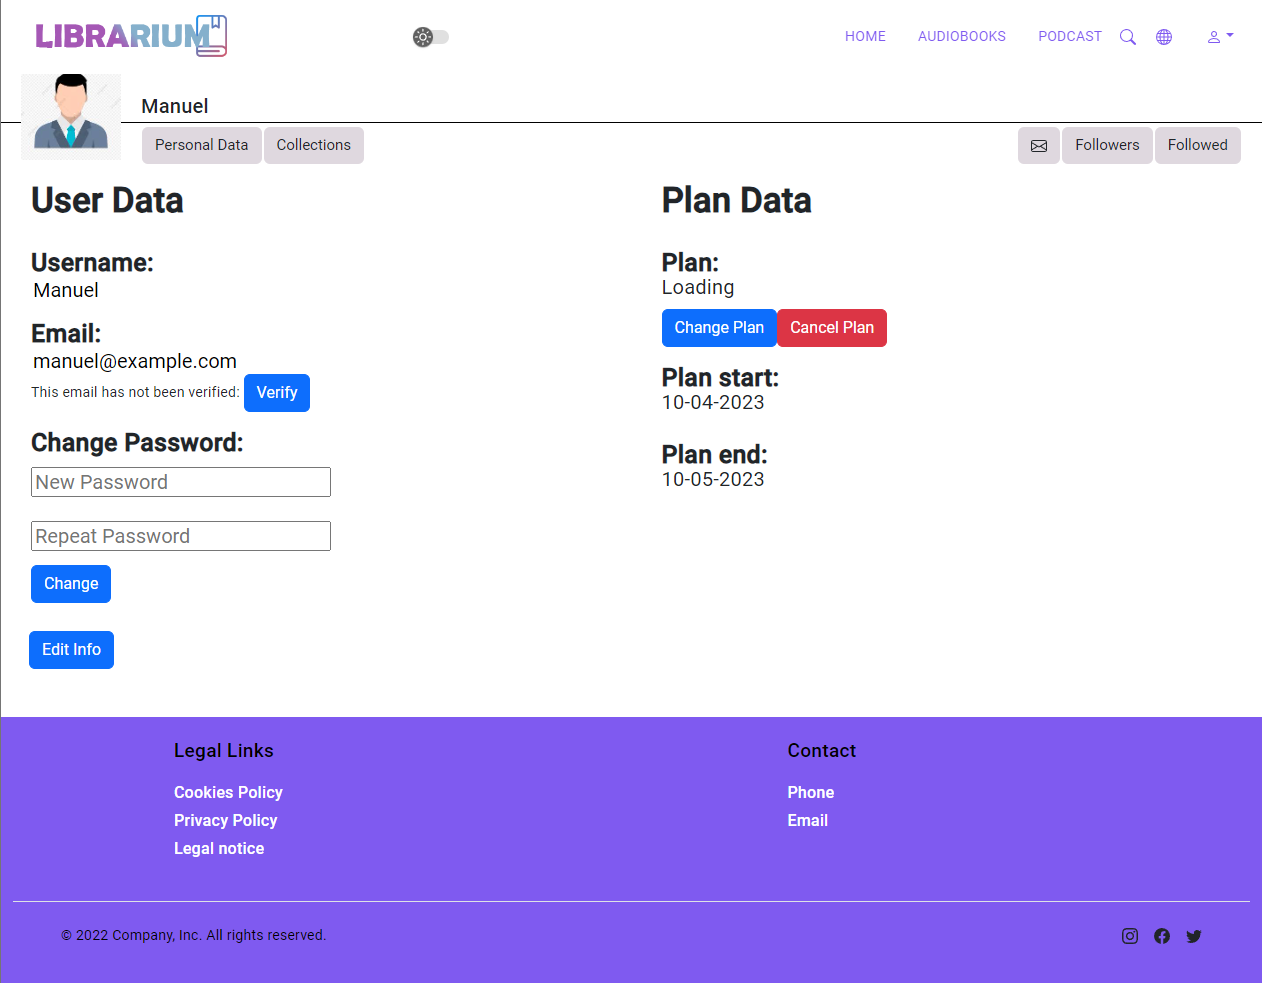 LIBRARIUM
HOME AUDIOBOOKS PODCAST
Manuel
Personal Data Collections Followers Followed
User Data
Username:
Manuel
Email:
manuel@example.com
This email has not been verified: Verify
Change Password:
New Password
Repeat Password
Change
Edit Info
Plan Data
Plan:
Loading
Change Plan Cancel Plan
Plan start:
10-04-2023
Plan end:
10-05-2023
Legal Links
Cookies Policy
Privacy Policy
Legal notice
Contact
Phone
Email
© 2022 Company, Inc. All rights reserved.